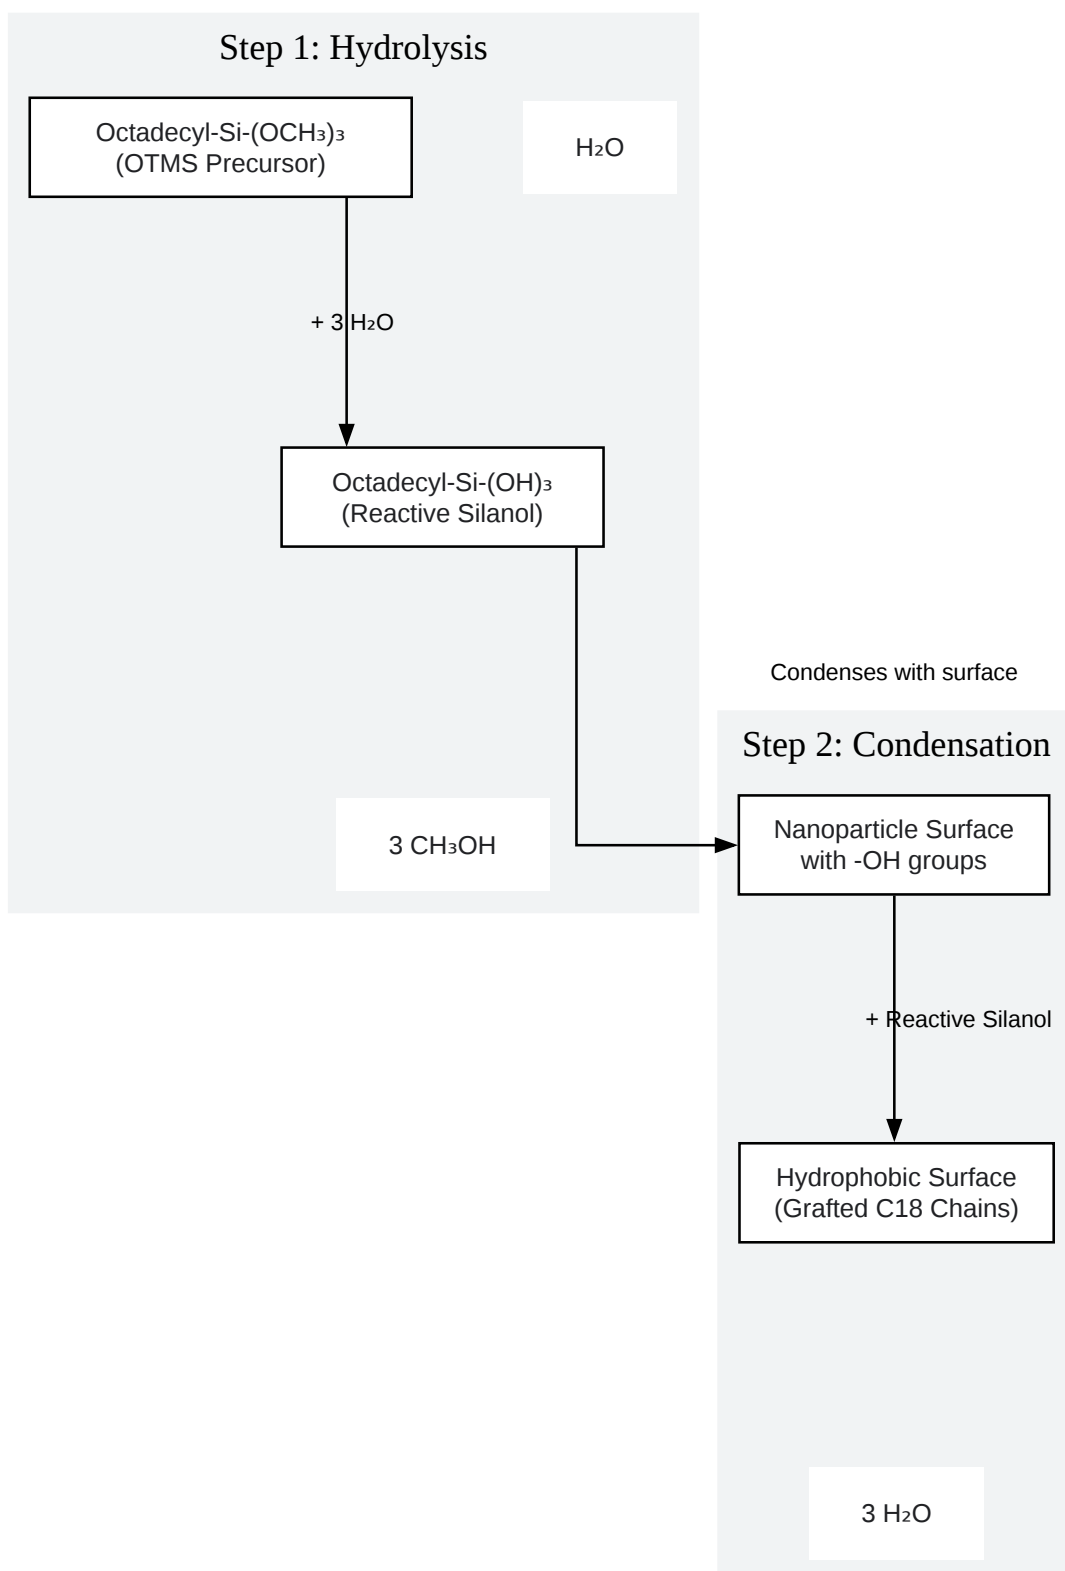 Step 1: Hydrolysis
Octadecyl-Si-(OCH₃)₃
(OTMS Precursor)
H₂O
+ 3 H₂O
Octadecyl-Si-(OH)₃
(Reactive Silanol)
3 CH₃OH
Condenses with surface
Step 2: Condensation
Nanoparticle Surface
with -OH groups
+ Reactive Silanol
Hydrophobic Surface
(Grafted C18 Chains)
3 H₂O